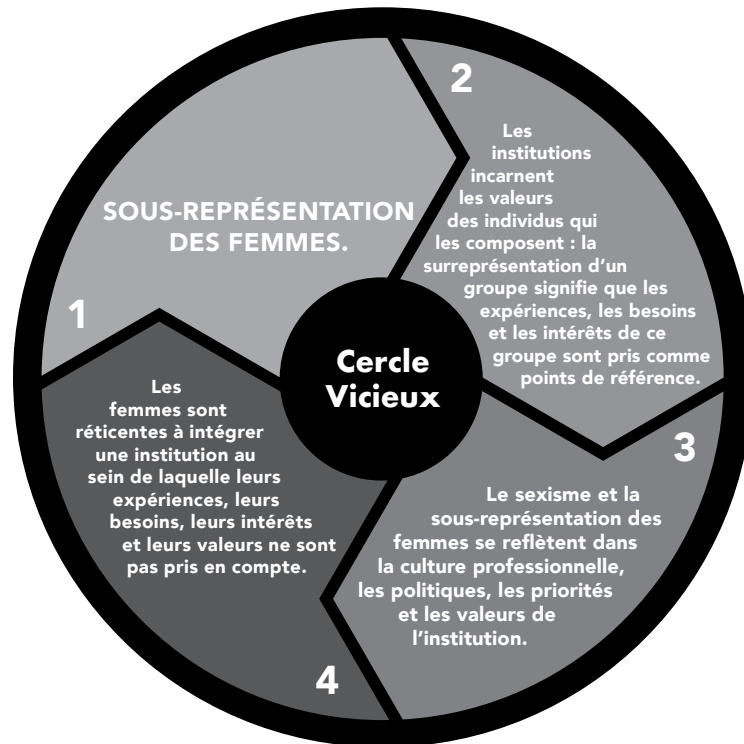 1
SOUS-REPRÉSENTATION
DES FEMMES.
2
Les
institutions
incarnent
les valeurs
des individus qui
les composent : la
surreprésentation d’un
groupe signifie que les
expériences, les besoins
et les intérêts de ce
groupe sont pris comme
points de référence.
3
Le sexisme et la
sous-représentation des
femmes se reflètent dans
la culture professionnelle,
les politiques, les priorités
et les valeurs de
l’institution.
4
Les
femmes sont
réticentes à intégrer
une institution au
sein de laquelle leurs
expériences, leurs
besoins, leurs intérêts
et leurs valeurs ne sont
pas pris en compte.
Cercle
Vicieux